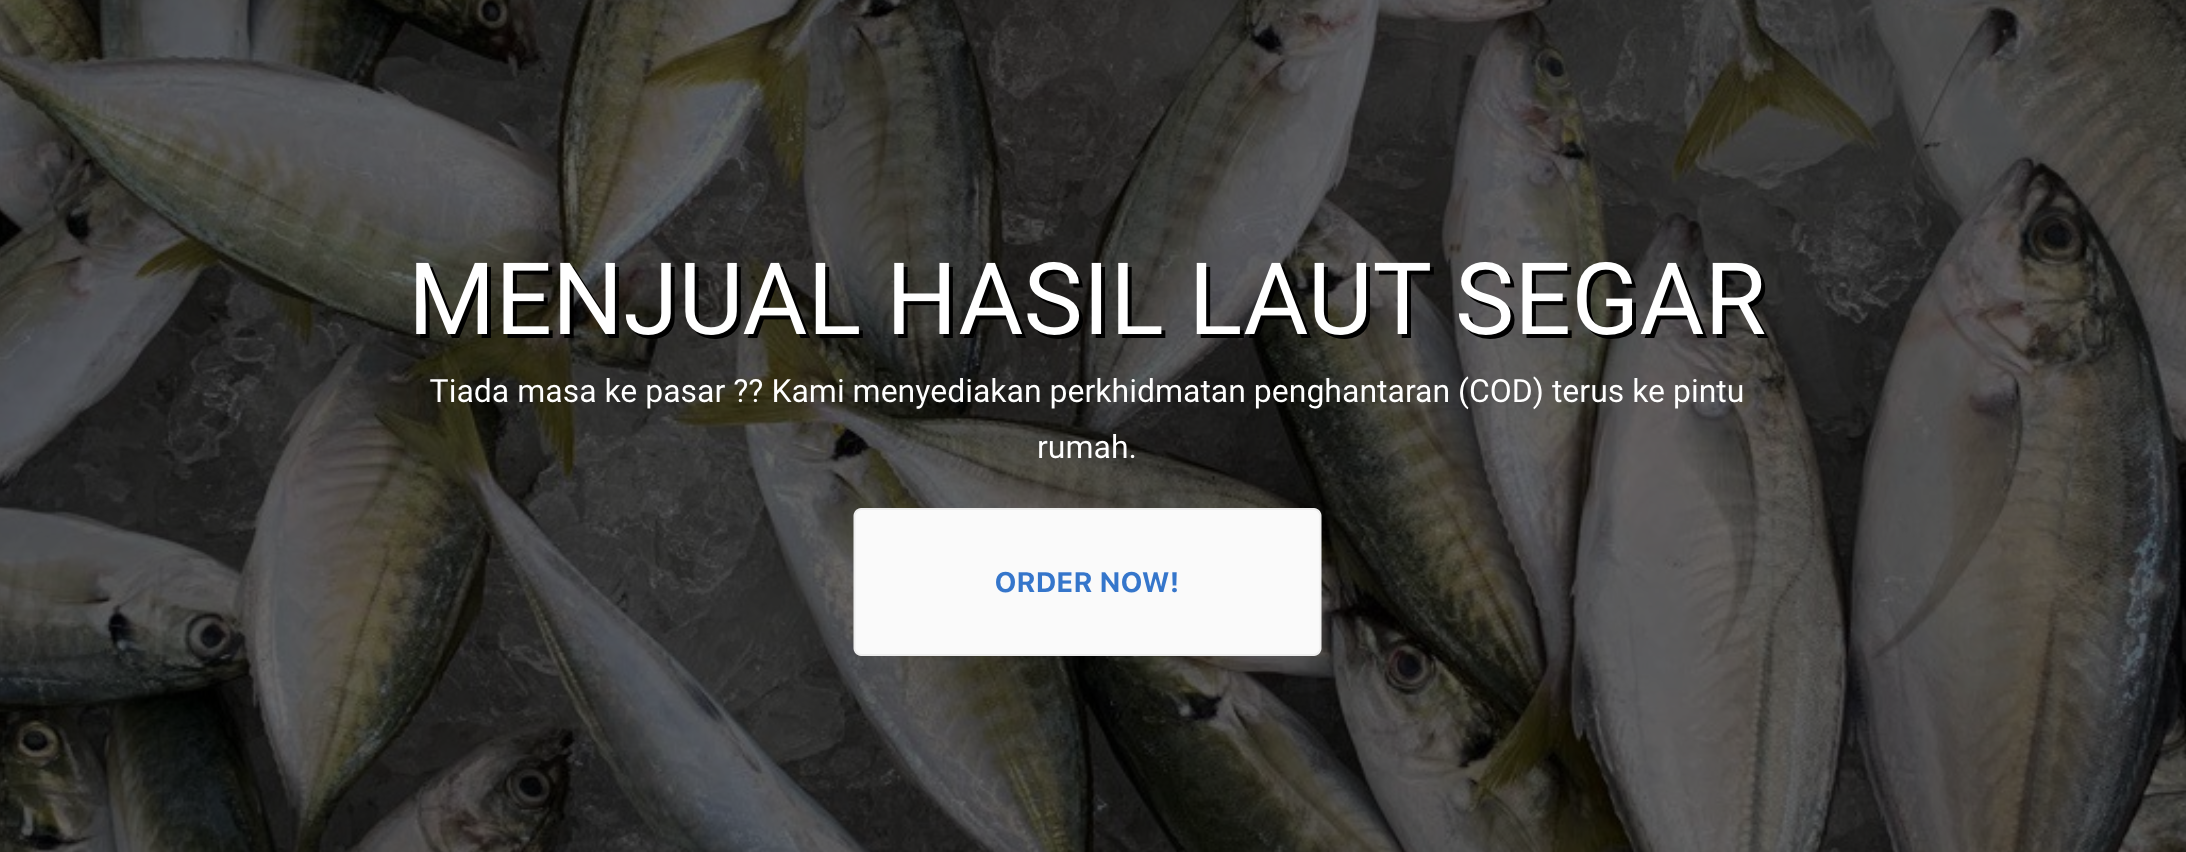 MENJUAL HASIL LAUT SEGAR
Tiada masa ke pasar ?? Kami menyediakan perkhidmatan penghantaran (COD) terus ke pintu
rumah.
ORDER NOW!